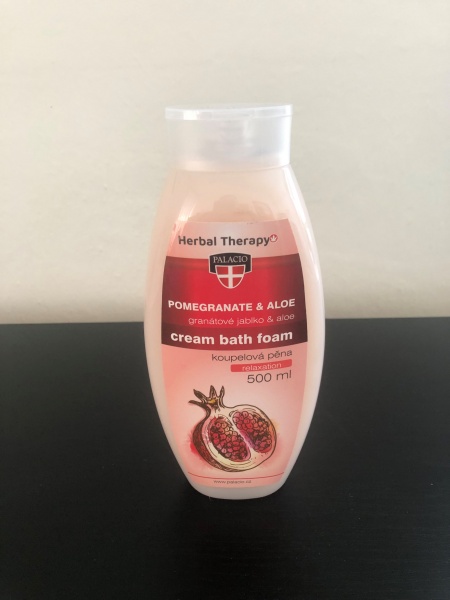 Herbal Therapy
PALACIO
POMEGRANATE & ALOE
granátové jablko & aloe
cream bath foam
koupelová pěna
relaxation
500 ml
www.palacio.cz